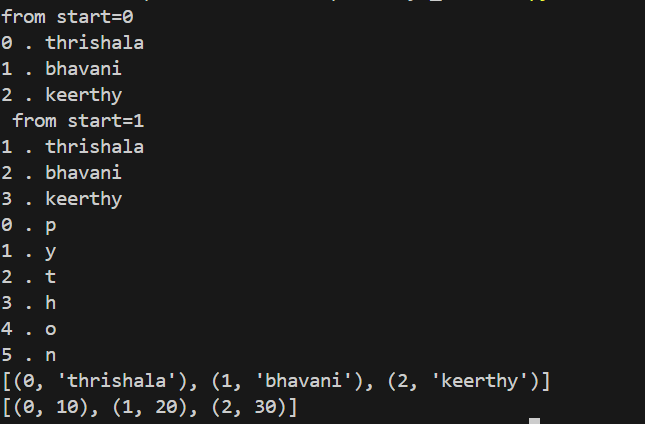 from start=0
0 . thrishala
1 . bhavani
2 . keerthy
 from start=1
1 . thrishala
2 . bhavani
3 . keerthy
0 . p
1 . y
2 . t
3 . h
4 . o
5 . n
[(0, 'thrishala'), (1, 'bhavani'), (2, 'keerthy')]
[(0, 10), (1, 20), (2, 30)]